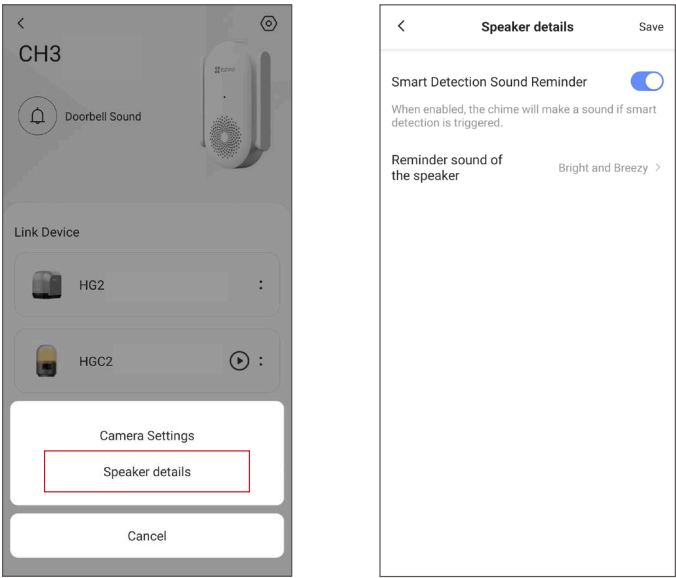 CH3
Doorbell Sound
Link Device
HG2
HGC2
Camera Settings
Speaker details
Cancel
Speaker details
Save
Smart Detection Sound Reminder
When enabled, the chime will make a sound if smart
detection is triggered.
Reminder sound of
the speaker
Bright and Breezy